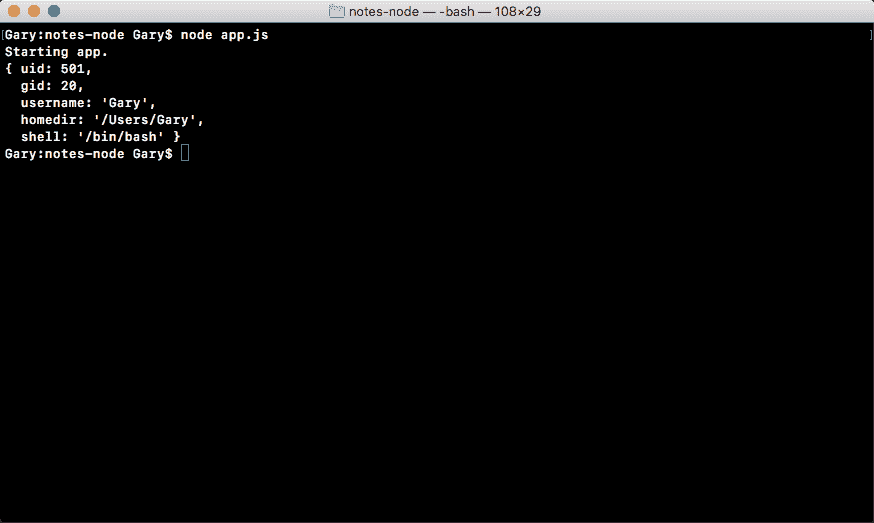 notes-node — -bash — 108×29
[Gary:notes-node Gary$ node app.js ]
Starting app.
{ uid: 501,
  gid: 20,
  username: 'Gary',
  homedir: '/Users/Gary',
  shell: '/bin/bash' }
Gary:notes-node Gary$